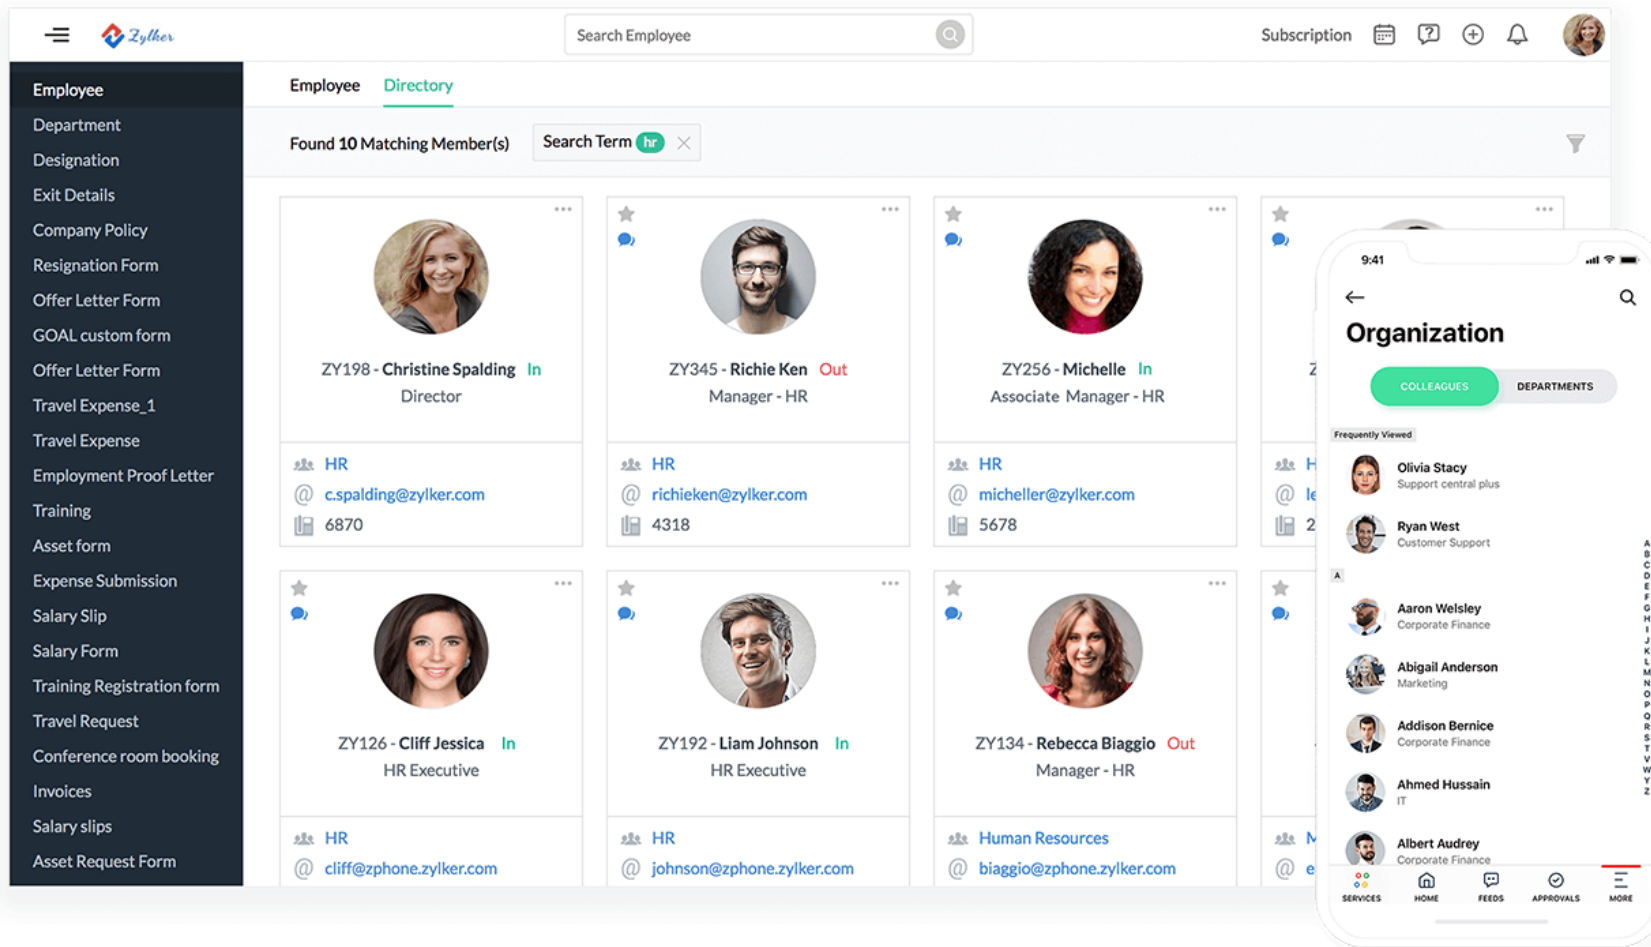 Zylker
Search Employee
Subscription
Employee
Department
Designation
Exit Details
Company Policy
Resignation Form
Offer Letter Form
GOAL custom form
Offer Letter Form
Travel Expense_1
Travel Expense
Employment Proof Letter
Training
Asset form
Expense Submission
Salary Slip
Salary Form
Training Registration form
Travel Request
Conference room booking
Invoices
Salary slips
Asset Request Form
Employee Directory
Found 10 Matching Member(s) Search Term hr
ZY198 - Christine Spalding In
Director
HR
c.spalding@zylker.com
6870
ZY345 - Richie Ken Out
Manager - HR
HR
richieken@zylker.com
4318
ZY256 - Michelle In
Associate Manager - HR
HR
micheller@zylker.com
5678
Z
H
le
2
ZY126 - Cliff Jessica In
HR Executive
HR
cliff@zphone.zylker.com
ZY192 - Liam Johnson In
HR Executive
HR
johnson@zphone.zylker.com
ZY134 - Rebecca Biaggio Out
Manager - HR
Human Resources
biaggio@zphone.zylker.com
M
e
9:41
Organization
COLLEAGUES DEPARTMENTS
Frequently Viewed
Olivia Stacy
Support central plus
Ryan West
Customer Support
A
Aaron Welsley
Corporate Finance
Abigail Anderson
Marketing
Addison Bernice
Corporate Finance
Ahmed Hussain
IT
Albert Audrey
Corporate Finance
A
B
C
D
E
F
G
H
I
J
K
L
M
N
O
P
Q
R
S
T
V
W
Y
Z
SERVICES HOME FEEDS APPROVALS MORE